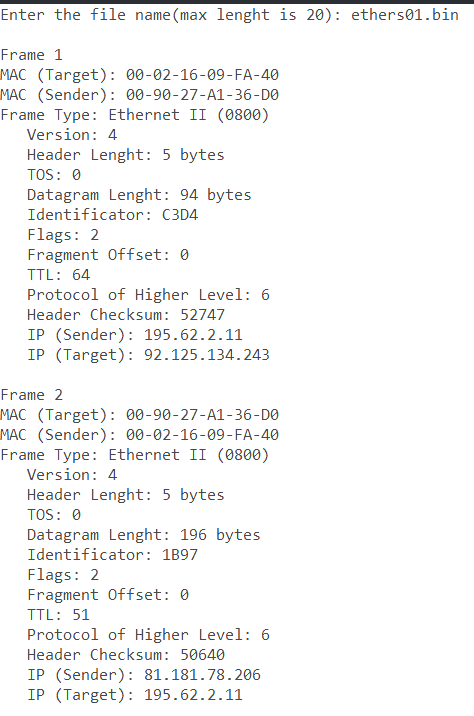 Enter the file name(max lenght is 20): ethers01.bin
Frame 1
MAC (Target): 00-02-16-09-FA-40
MAC (Sender): 00-90-27-A1-36-D0
Frame Type: Ethernet II (0800)
Version: 4
Header Lenght: 5 bytes
TOS: 0
Datagram Lenght: 94 bytes
Identificator: C3D4
Flags: 2
Fragment Offset: 0
TTL: 64
Protocol of Higher Level: 6
Header Checksum: 52747
IP (Sender): 195.62.2.11
IP (Target): 92.125.134.243
Frame 2
MAC (Target): 00-90-27-A1-36-D0
MAC (Sender): 00-02-16-09-FA-40
Frame Type: Ethernet II (0800)
Version: 4
Header Lenght: 5 bytes
TOS: 0
Datagram Lenght: 196 bytes
Identificator: 1B97
Flags: 2
Fragment Offset: 0
TTL: 51
Protocol of Higher Level: 6
Header Checksum: 50640
IP (Sender): 81.181.78.206
IP (Target): 195.62.2.11